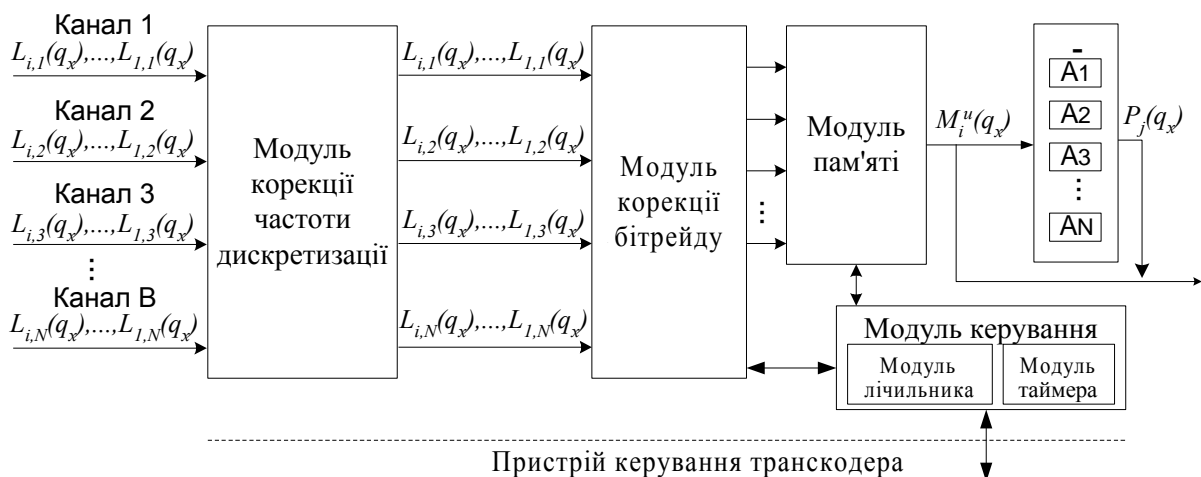 Канал 1
L_{i,1}(q_x),...,L_{1,1}(q_x)
Канал 2
L_{i,2}(q_x),...,L_{1,2}(q_x)
Канал 3
L_{i,3}(q_x),...,L_{1,3}(q_x)
⋮
Канал B
L_{i,N}(q_x),...,L_{1,N}(q_x)
Модуль
корекції
частоти
дискретизації
L_{i,1}(q_x),...,L_{1,1}(q_x)
L_{i,2}(q_x),...,L_{1,2}(q_x)
L_{i,3}(q_x),...,L_{1,3}(q_x)
L_{i,N}(q_x),...,L_{1,N}(q_x)
Модуль
корекції
бітрейду
⋮
Модуль
пам'яті
M_i^u(q_x)
-
A1
A2
A3
⋮
AN
P_j(q_x)
Модуль керування
Модуль
лічильника
Модуль
таймера
Пристрій керування транскодера